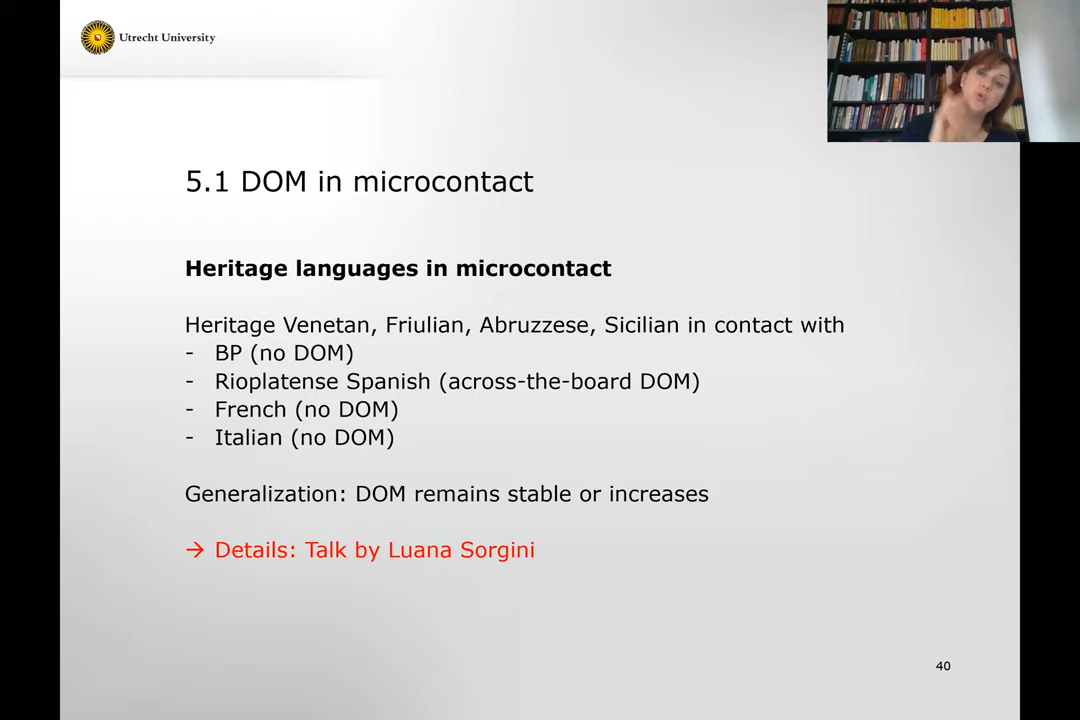 Utrecht University
5.1 DOM in microcontact
Heritage languages in microcontact
Heritage Venetan, Friulian, Abruzzese, Sicilian in contact with
- BP (no DOM)
- Rioplatense Spanish (across-the-board DOM)
- French (no DOM)
- Italian (no DOM)
Generalization: DOM remains stable or increases
→ Details: Talk by Luana Sorgini
40